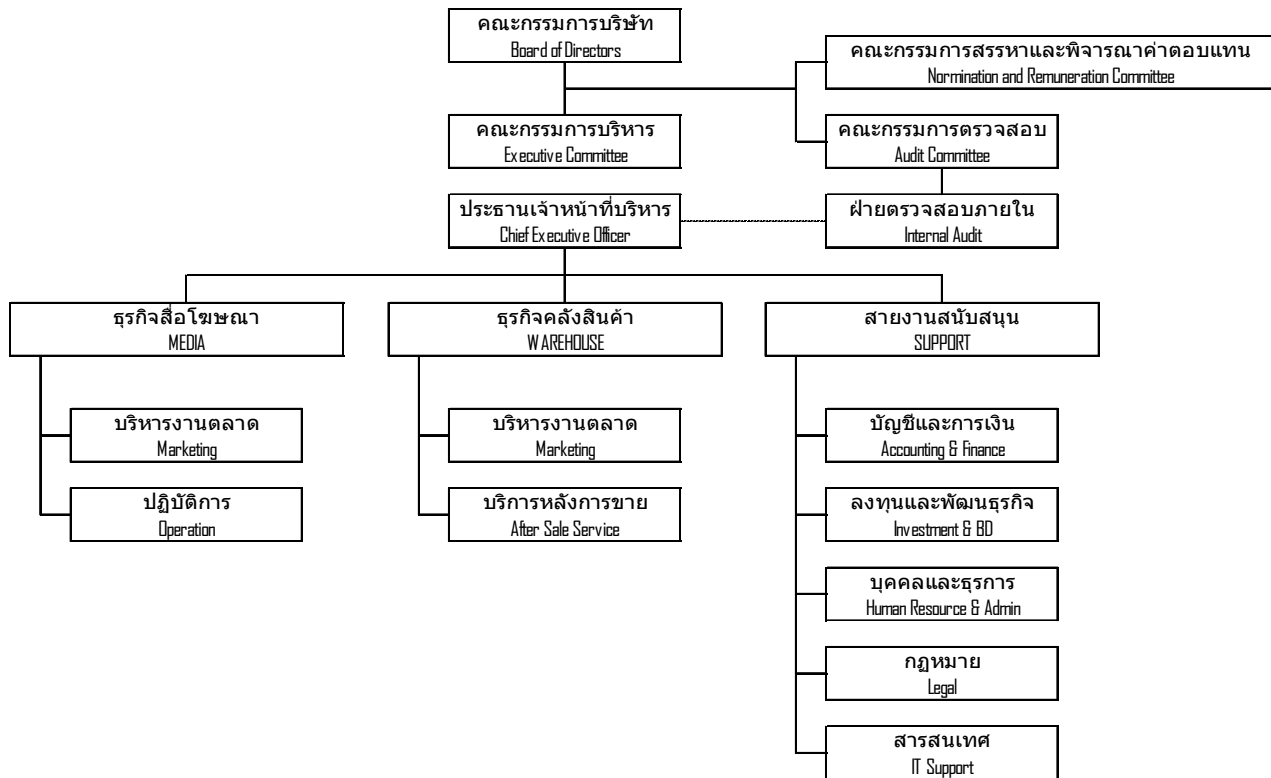 คณะกรรมการบริษัท
Board of Directors
คณะกรรมการสรรหาและพิจารณาค่าตอบแทน
Normination and Remuneration Committee
คณะกรรมการบริหาร
Executive Committee
คณะกรรมการตรวจสอบ
Audit Committee
ประธานเจ้าหน้าที่บริหาร
Chief Executive Officer
ฝ่ายตรวจสอบภายใน
Internal Audit
ธุรกิจสื่อโฆษณา
MEDIA
ธุรกิจคลังสินค้า
WAREHOUSE
สายงานสนับสนุน
SUPPORT
บริหารงานตลาด
Marketing
บริหารงานตลาด
Marketing
บัญชีและการเงิน
Accounting & Finance
ปฏิบัติการ
Operation
บริการหลังการขาย
After Sale Service
ลงทุนและพัฒนธุรกิจ
Investment & BD
บุคคลและธุรการ
Human Resource & Admin
กฎหมาย
Legal
สารสนเทศ
IT Support